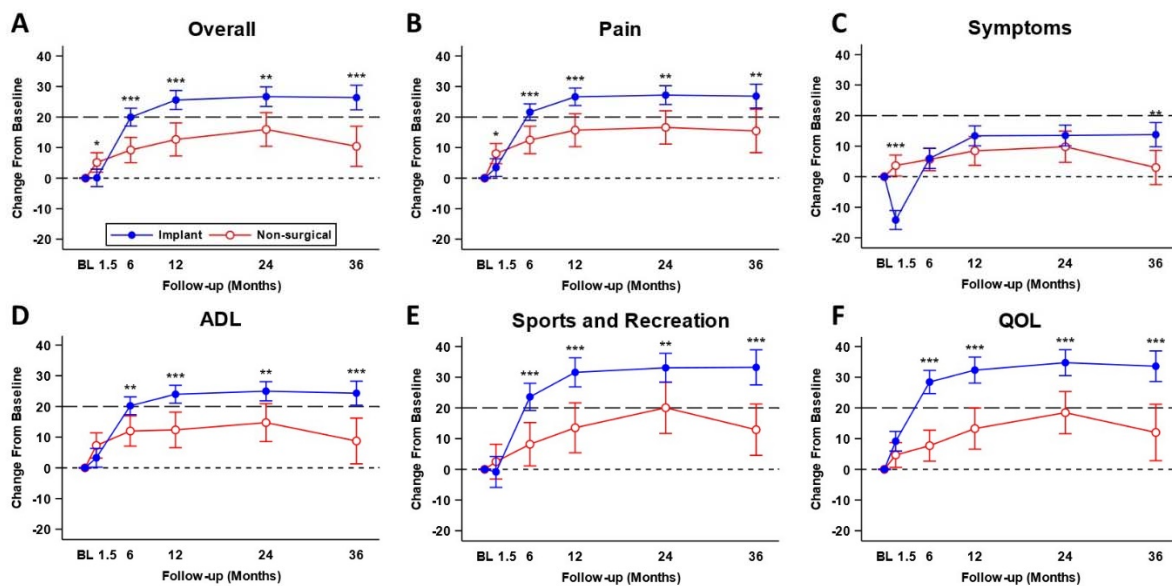 A
Overall
Change From Baseline
40
30
20
10
0
-10
-20
*
***
***
**
***
Implant
Non-surgical
BL 1.5 6 12 24 36
Follow-up (Months)
B
Pain
Change From Baseline
40
30
20
10
0
-10
-20
*
***
***
**
**
BL 1.5 6 12 24 36
Follow-up (Months)
C
Symptoms
Change From Baseline
40
30
20
10
0
-10
-20
***
**
BL 1.5 6 12 24 36
Follow-up (Months)
D
ADL
Change From Baseline
40
30
20
10
0
-10
-20
**
***
**
***
BL 1.5 6 12 24 36
Follow-up (Months)
E
Sports and Recreation
Change From Baseline
40
30
20
10
0
-10
-20
***
***
**
***
BL 1.5 6 12 24 36
Follow-up (Months)
F
QOL
Change From Baseline
40
30
20
10
0
-10
-20
***
***
***
***
BL 1.5 6 12 24 36
Follow-up (Months)